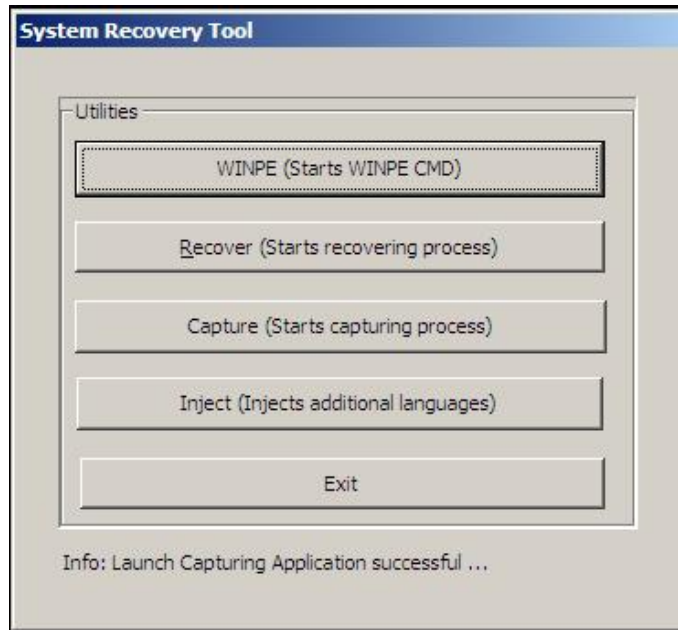 System Recovery Tool
Utilities
WINPE (Starts WINPE CMD)
Recover (Starts recovering process)
Capture (Starts capturing process)
Inject (Injects additional languages)
Exit
Info: Launch Capturing Application successful ...